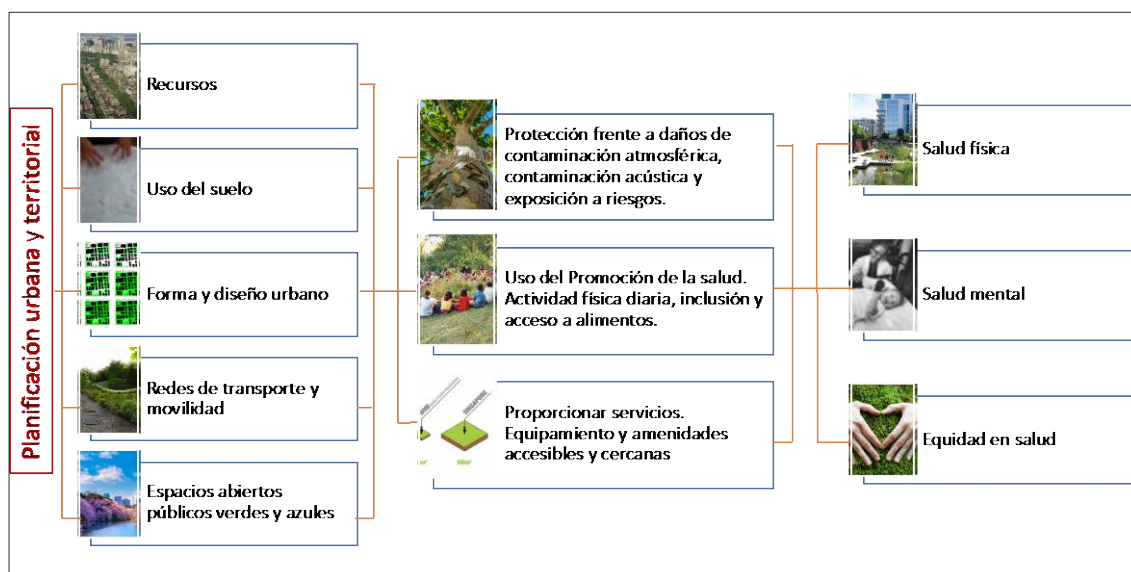 Planificación urbana y territorial
Recursos
Uso del suelo
Forma y diseño urbano
Redes de transporte y
movilidad
Espacios abiertos
públicos verdes y azules
Protección frente a daños de
contaminación atmosférica,
contaminación acústica y
exposición a riesgos.
Uso del Promoción de la salud.
Actividad física diaria, inclusión y
acceso a alimentos.
SINGAPORE
Proporcionar servicios.
Equipamiento y amenidades
accesibles y cercanas
Salud física
Salud mental
Equidad en salud